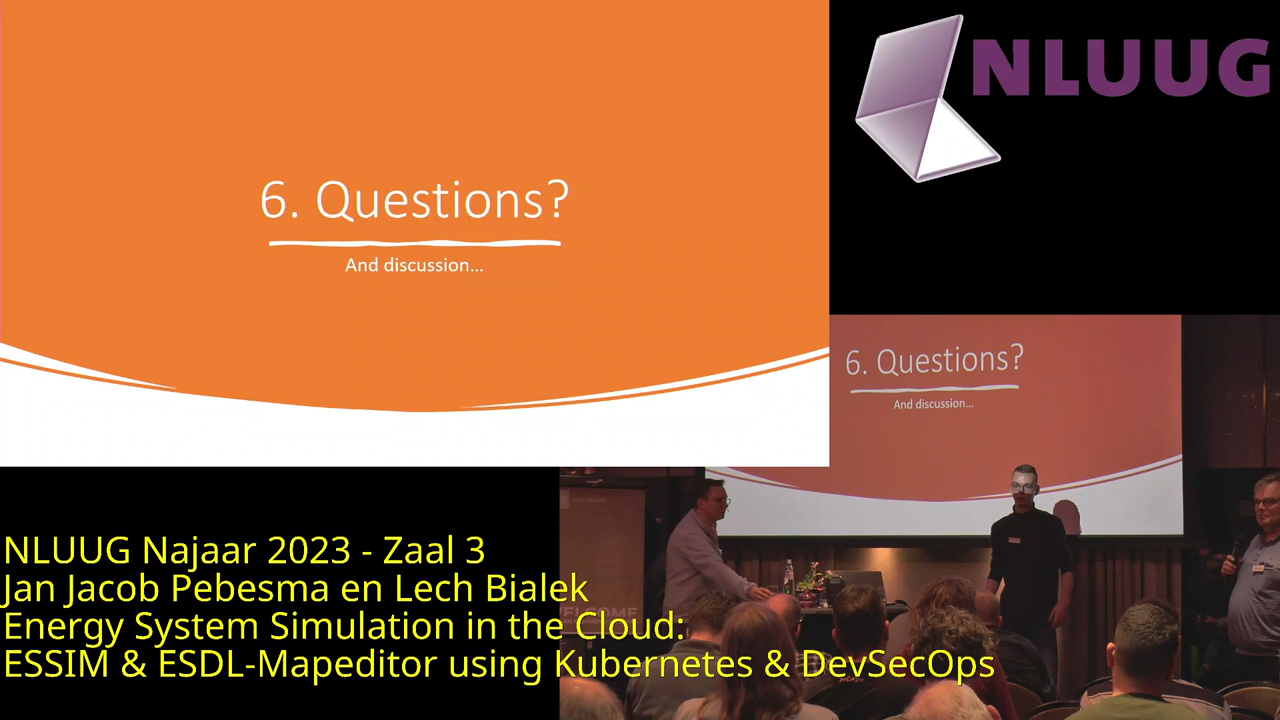 6. Questions?
And discussion...
NLUUG
6. Questions?
And discussion...
WELCOME
NLUUG Najaar 2023 - Zaal 3
Jan Jacob Pebesma en Lech Bialek
Energy System Simulation in the Cloud:
ESSIM & ESDL-Mapeditor using Kubernetes & DevSecOps